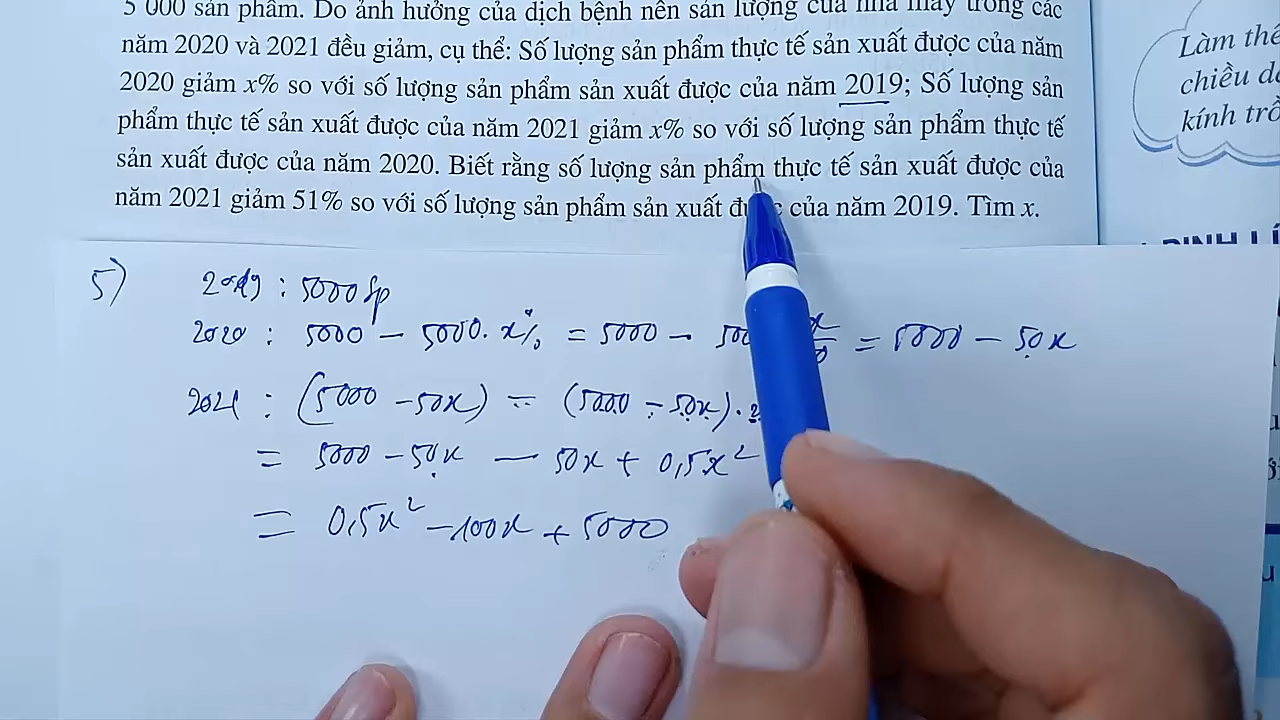 5 000 sản phẩm. Do ảnh hưởng của dịch bệnh nên sản lượng của nhà máy trong các
năm 2020 và 2021 đều giảm, cụ thể: Số lượng sản phẩm thực tế sản xuất được của năm
2020 giảm x% so với số lượng sản phẩm sản xuất được của năm 2019; Số lượng sản
phẩm thực tế sản xuất được của năm 2021 giảm x% so với số lượng sản phẩm thực tế
sản xuất được của năm 2020. Biết rằng số lượng sản phẩm thực tế sản xuất được của
năm 2021 giảm 51% so với số lượng sản phẩm sản xuất của năm 2019. Tìm x.
Làm thế
chiều
kính
5) 2019 : 5000 sp
2020 : 5000 - 5000. x% = 5000 - = 5000 - 50x
2021 : (5000 - 50x) - (5000 - 50x).
= 5000 - 50x - 50x + 0,5x²
= 0,5x² - 100x + 5000